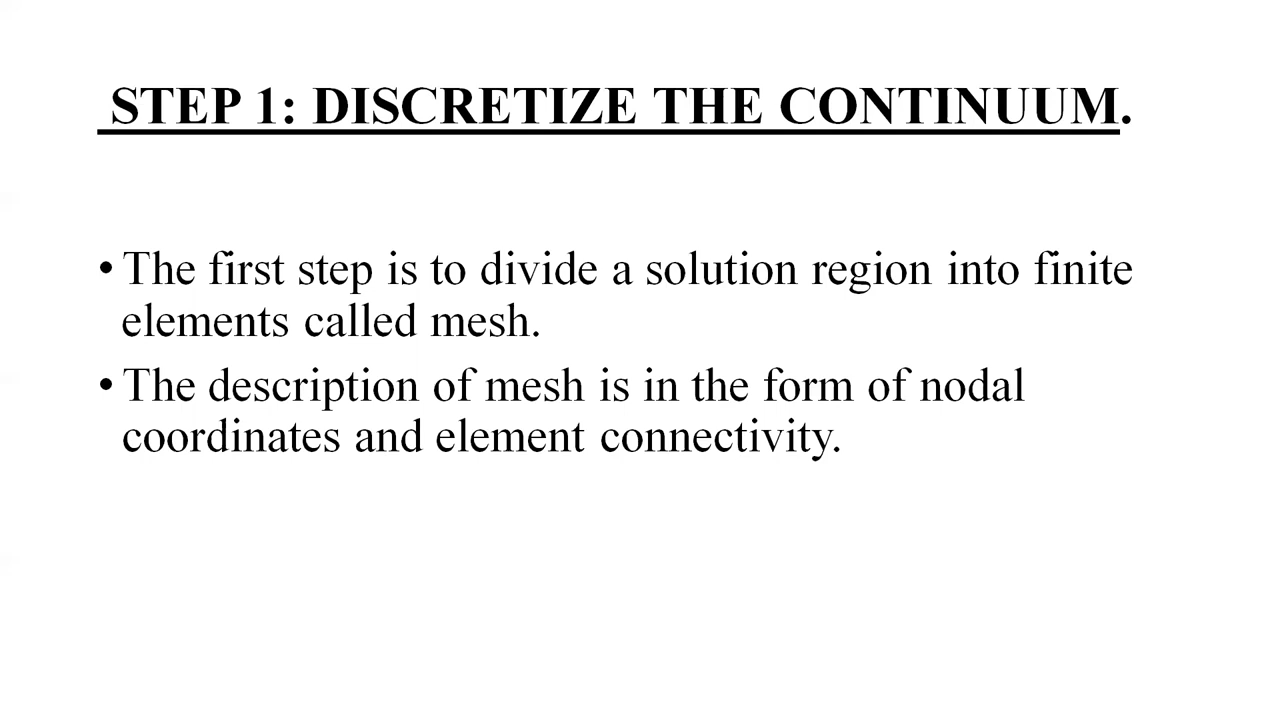 STEP 1: DISCRETIZE THE CONTINUUM.
• The first step is to divide a solution region into finite
elements called mesh.
• The description of mesh is in the form of nodal
coordinates and element connectivity.